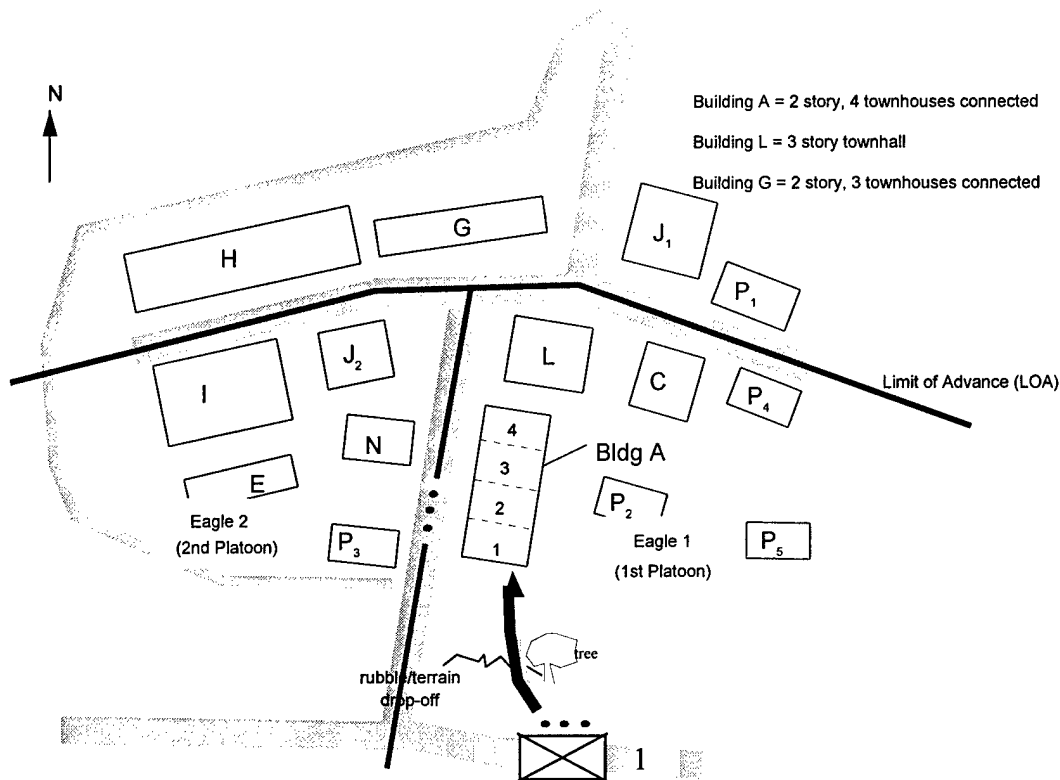 N
Building A = 2 story, 4 townhouses connected
Building L = 3 story townhall
Building G = 2 story, 3 townhouses connected
H
G
J1
P1
I
J2
L
C
P4
Limit of Advance (LOA)
N
4
3
2
1
Bldg A
E
Eagle 2
(2nd Platoon)
P3
P2
Eagle 1
(1st Platoon)
P5
rubble/terrain
drop-off
tree
1